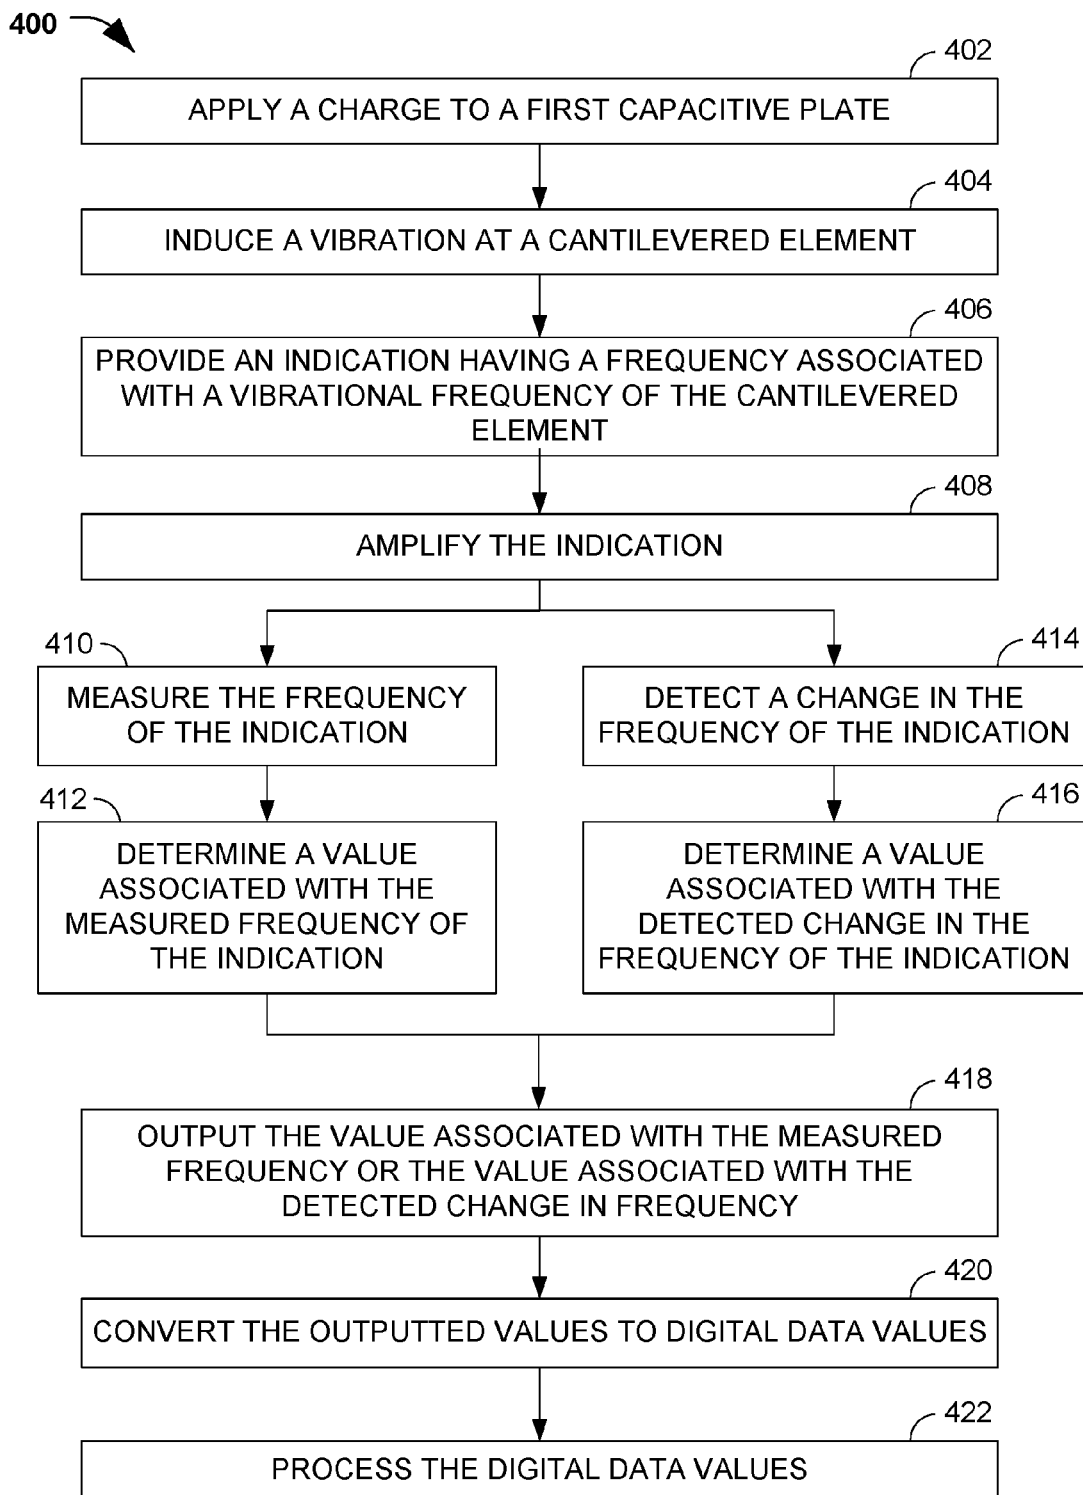 400
402
APPLY A CHARGE TO A FIRST CAPACITIVE PLATE
404
INDUCE A VIBRATION AT A CANTILEVERED ELEMENT
406
PROVIDE AN INDICATION HAVING A FREQUENCY ASSOCIATED
WITH A VIBRATIONAL FREQUENCY OF THE CANTILEVERED
ELEMENT
408
AMPLIFY THE INDICATION
410
MEASURE THE FREQUENCY
OF THE INDICATION
414
DETECT A CHANGE IN THE
FREQUENCY OF THE INDICATION
412
DETERMINE A VALUE
ASSOCIATED WITH THE
MEASURED FREQUENCY OF
THE INDICATION
416
DETERMINE A VALUE
ASSOCIATED WITH THE
DETECTED CHANGE IN THE
FREQUENCY OF THE INDICATION
418
OUTPUT THE VALUE ASSOCIATED WITH THE MEASURED
FREQUENCY OR THE VALUE ASSOCIATED WITH THE
DETECTED CHANGE IN FREQUENCY
420
CONVERT THE OUTPUTTED VALUES TO DIGITAL DATA VALUES
422
PROCESS THE DIGITAL DATA VALUES